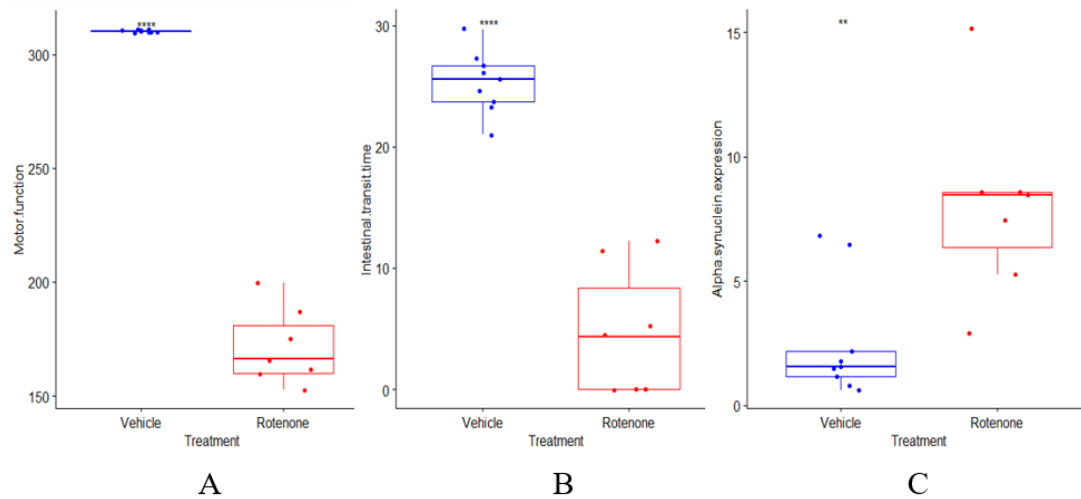 ****
300
250
200
150
Motor.function
Vehicle
Rotenone
Treatment
A
****
30
20
10
0
Intestinal.transit.time
Vehicle
Rotenone
Treatment
B
**
15
10
5
0
Alpha.synuclein.expression
Vehicle
Rotenone
Treatment
C